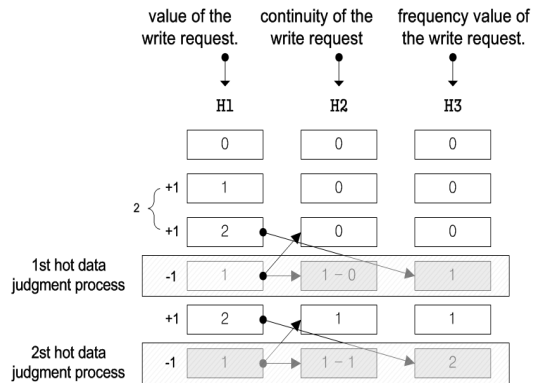 value of the write request.
continuity of the write request
frequency value of the write request.
H1 H2 H3
0 0 0
+1 1 0 0
2
+1 2 0 0
1st hot data judgment process
-1 1 1 - 0 1
+1 2 1 1
2st hot data judgment process
-1 1 1 - 1 2